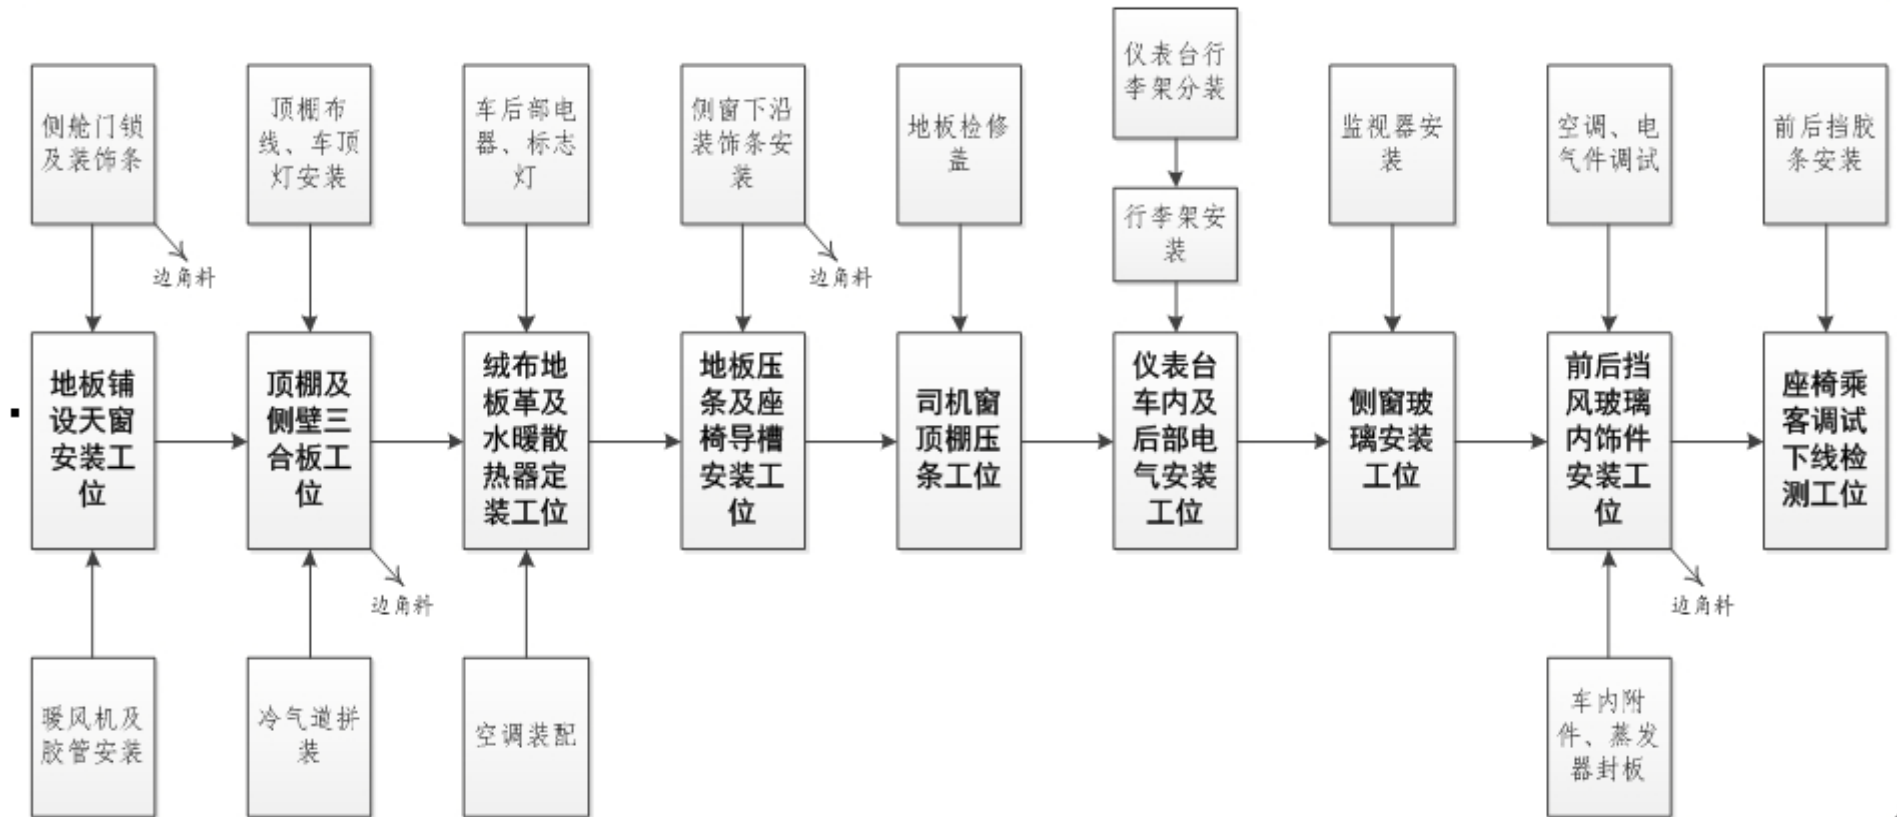 侧舱门锁
及装饰条
顶棚布
线、车顶
灯安装
车后部电
器、标志
灯
侧窗下沿
装饰条安
装
地板检修
盖
仪表台行
李架分装
行李架安
装
监视器安
装
空调、电
气件调试
前后挡胶
条安装
边角料
边角料
地板铺
设天窗
安装工
位
顶棚及
侧壁三
合板工
位
绒布地
板革及
水暖散
热器定
装工位
地板压
条及座
椅导槽
安装工
位
司机窗
顶棚压
条工位
仪表台
车内及
后部电
气安装
工位
侧窗玻
璃安装
工位
前后挡
风玻璃
内饰件
安装工
位
座椅乘
客调试
下线检
测工位
边角料
边角料
暖风机及
胶管安装
冷气道拼
装
空调装配
车内附
件、蒸发
器封板